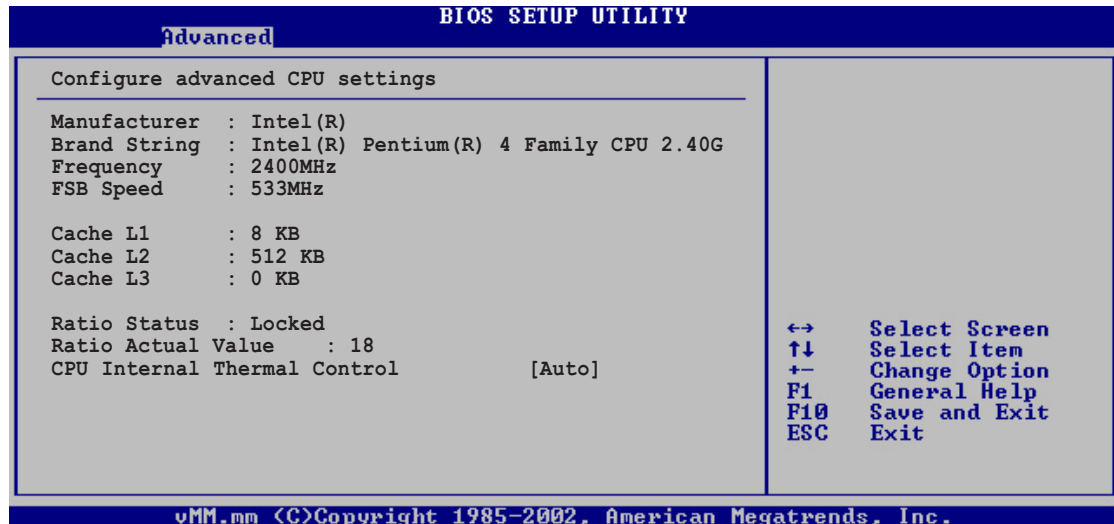 BIOS SETUP UTILITY
Advanced
Configure advanced CPU settings
Manufacturer : Intel(R)
Brand String : Intel(R) Pentium(R) 4 Family CPU 2.40G
Frequency : 2400MHz
FSB Speed : 533MHz
Cache L1 : 8 KB
Cache L2 : 512 KB
Cache L3 : 0 KB
Ratio Status : Locked
Ratio Actual Value : 18
CPU Internal Thermal Control [Auto]
←→ Select Screen
↑↓ Select Item
+- Change Option
F1 General Help
F10 Save and Exit
ESC Exit
vMM.mm (C)Copyright 1985-2002, American Megatrends, Inc.